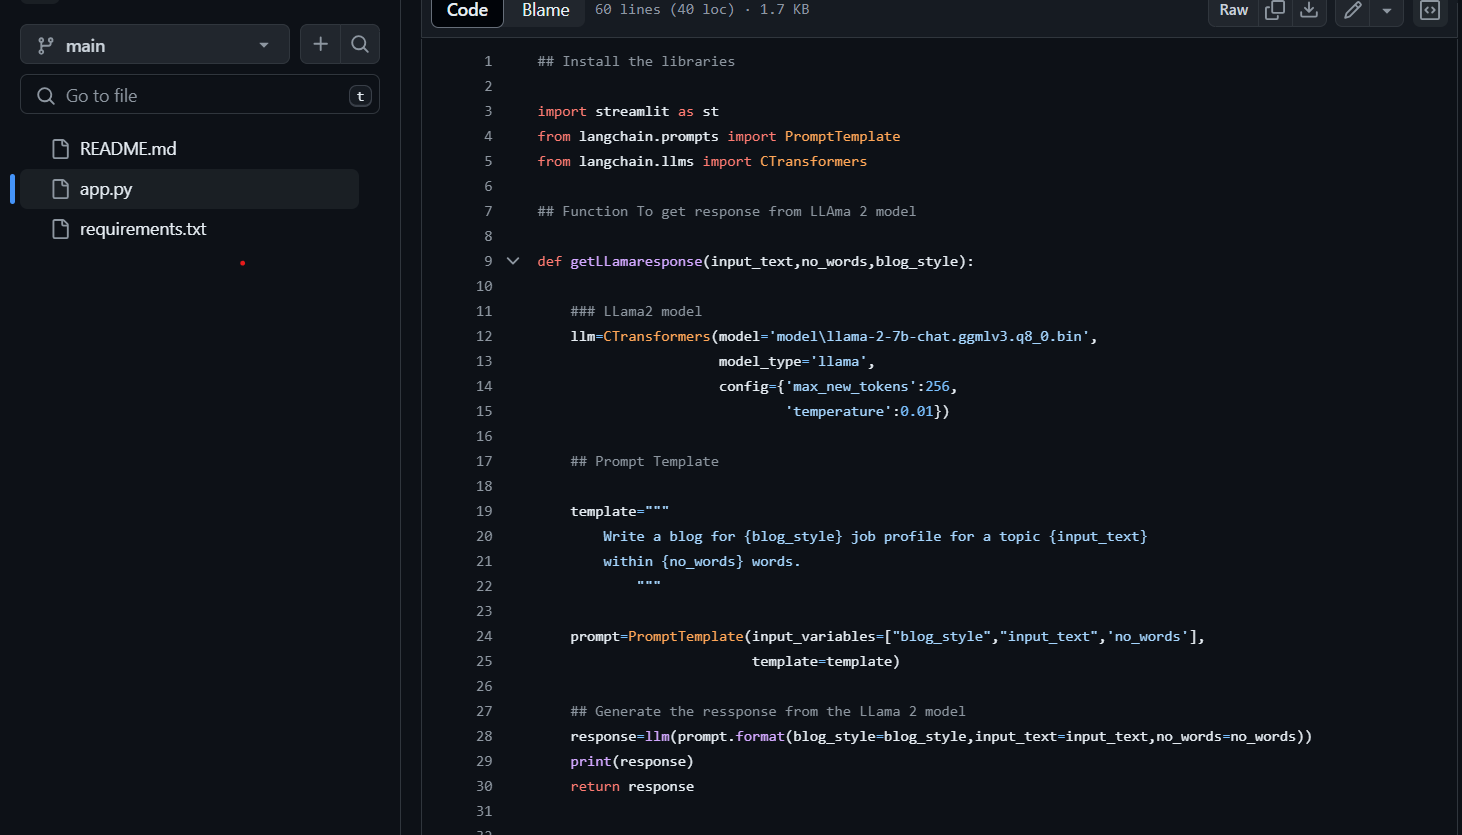 main
Go to file
t
README.md
app.py
requirements.txt
Code
Blame
60 lines (40 loc) · 1.7 KB
Raw
1 ## Install the libraries
2
3 import streamlit as st
4 from langchain.prompts import PromptTemplate
5 from langchain.llms import CTransformers
6
7 ## Function To get response from LLAma 2 model
8
9 def getLLamaresponse(input_text,no_words,blog_style):
10
11     ### LLama2 model
12     llm=CTransformers(model='model\llama-2-7b-chat.ggmlv3.q8_0.bin',
13                       model_type='llama',
14                       config={'max_new_tokens':256,
15                               'temperature':0.01})
16
17     ## Prompt Template
18
19     template="""
20         Write a blog for {blog_style} job profile for a topic {input_text}
21         within {no_words} words.
22             """
23
24     prompt=PromptTemplate(input_variables=["blog_style","input_text",'no_words'],
25                           template=template)
26
27     ## Generate the ressponse from the LLama 2 model
28     response=llm(prompt.format(blog_style=blog_style,input_text=input_text,no_words=no_words))
29     print(response)
30     return response
31